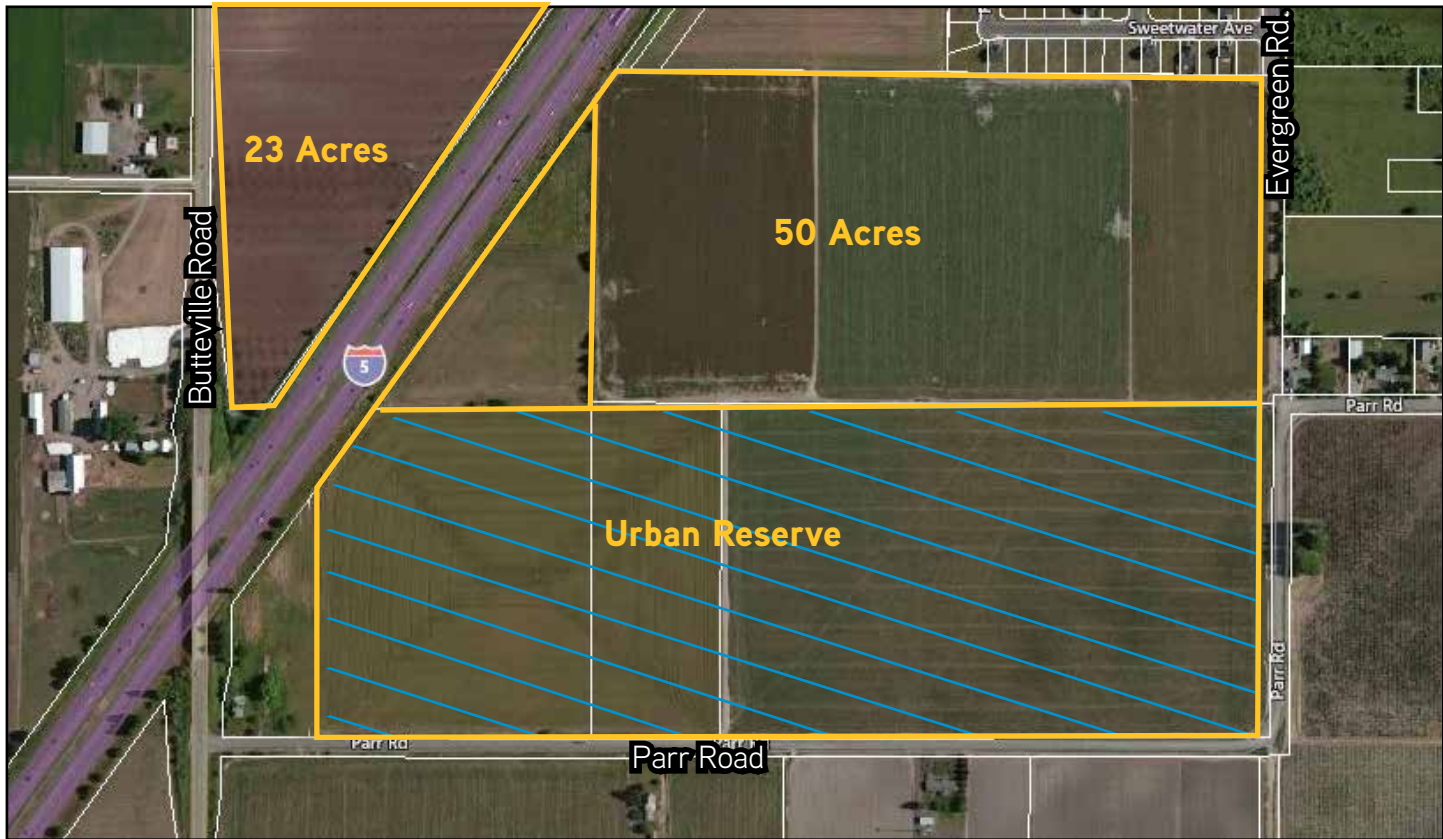 Sweetwater Ave
Evergreen Rd.
23 Acres
50 Acres
Butteville Road
5
Parr Rd
Urban Reserve
Parr Rd
Parr Rd
Parr Road